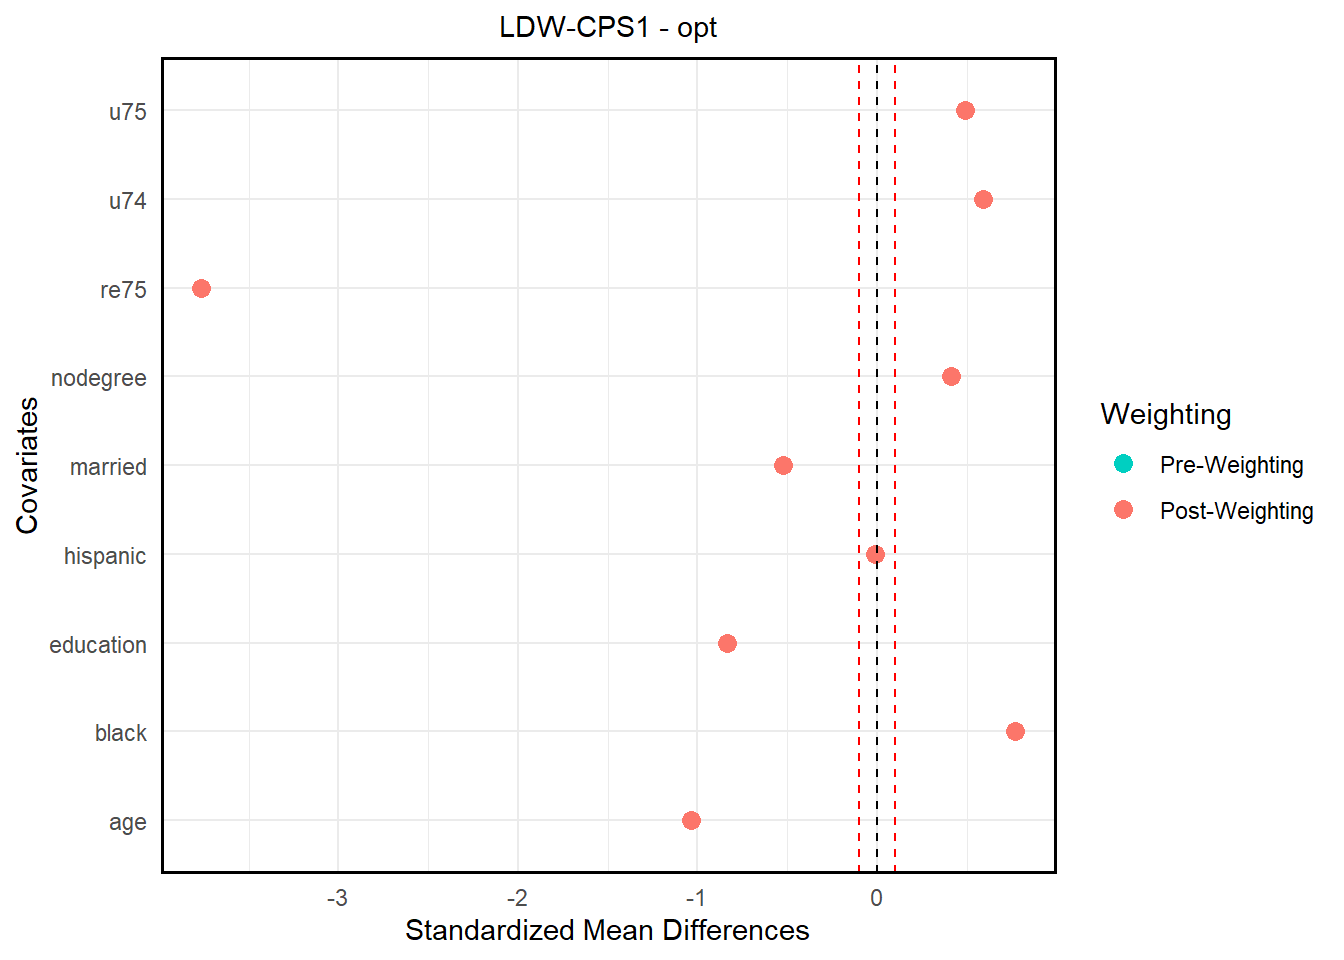 LDW-CPS1 - opt
u75
u74
re75
nodegree
married
hispanic
education
black
age
Covariates
-3 -2 -1 0
Standardized Mean Differences
Weighting
Pre-Weighting
Post-Weighting